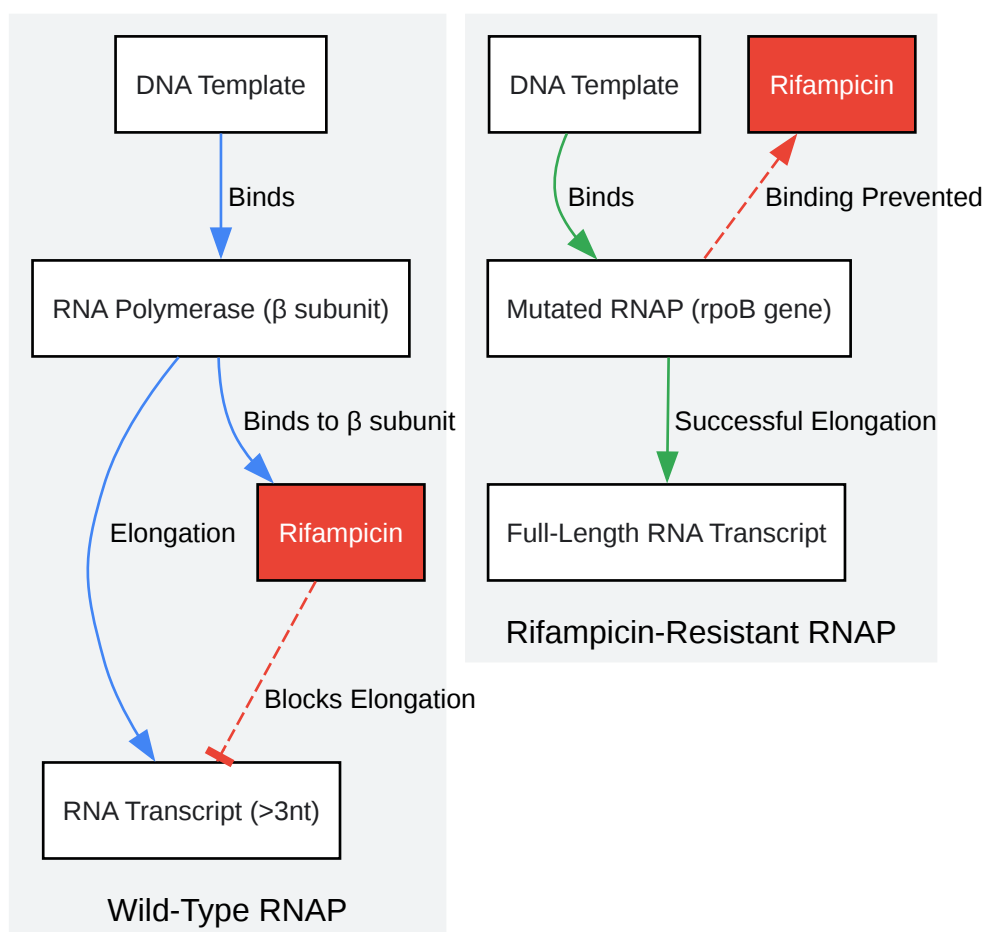 DNA Template
Binds
RNA Polymerase (β subunit)
Binds to β subunit
Elongation
Rifampicin
Blocks Elongation
RNA Transcript (>3nt)
Wild-Type RNAP
DNA Template
Rifampicin
Binds
Binding Prevented
Mutated RNAP (rpoB gene)
Successful Elongation
Full-Length RNA Transcript
Rifampicin-Resistant RNAP